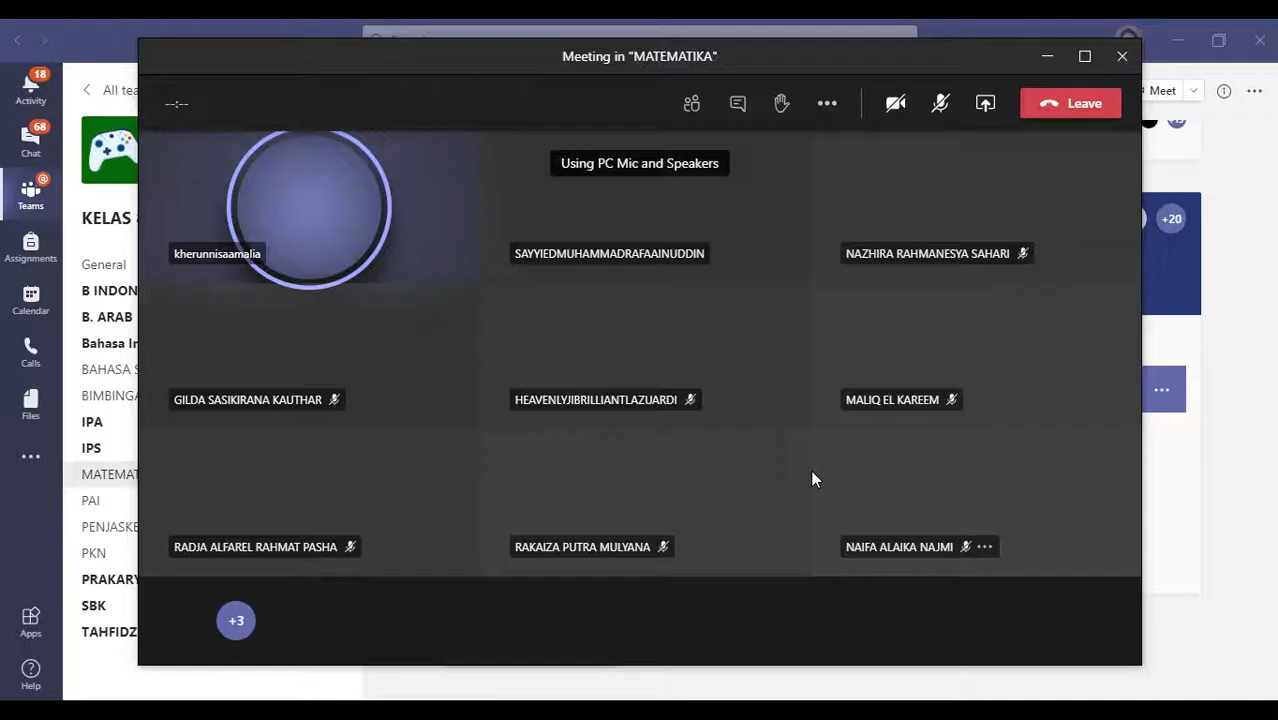 Meeting in "MATEMATIKA"
18
Activity
All tea
--:--
Leave
Meet
68
Chat
Using PC Mic and Speakers
@
Teams
KELAS
+20
kherunnisaamalia
SAYYIEDMUHAMMADRAFAAINUDDIN
NAZHIRA RAHMANESYA SAHARI
Assignments
General
B INDON
Calendar
B. ARAB
Bahasa In
Calls
BAHASA S
BIMBINGA
GILDA SASIKIRANA KAUTHAR
HEAVENLYJIBRILLIANTLAZUARDI
MALIQ EL KAREEM
Files
IPA
IPS
MATEMAT
PAI
PENJASKE
RADJA ALFAREL RAHMAT PASHA
RAKAIZA PUTRA MULYANA
NAIFA ALAIKA NAJMI
PKN
PRAKARY
SBK
+3
Apps
TAHFIDZ
Help